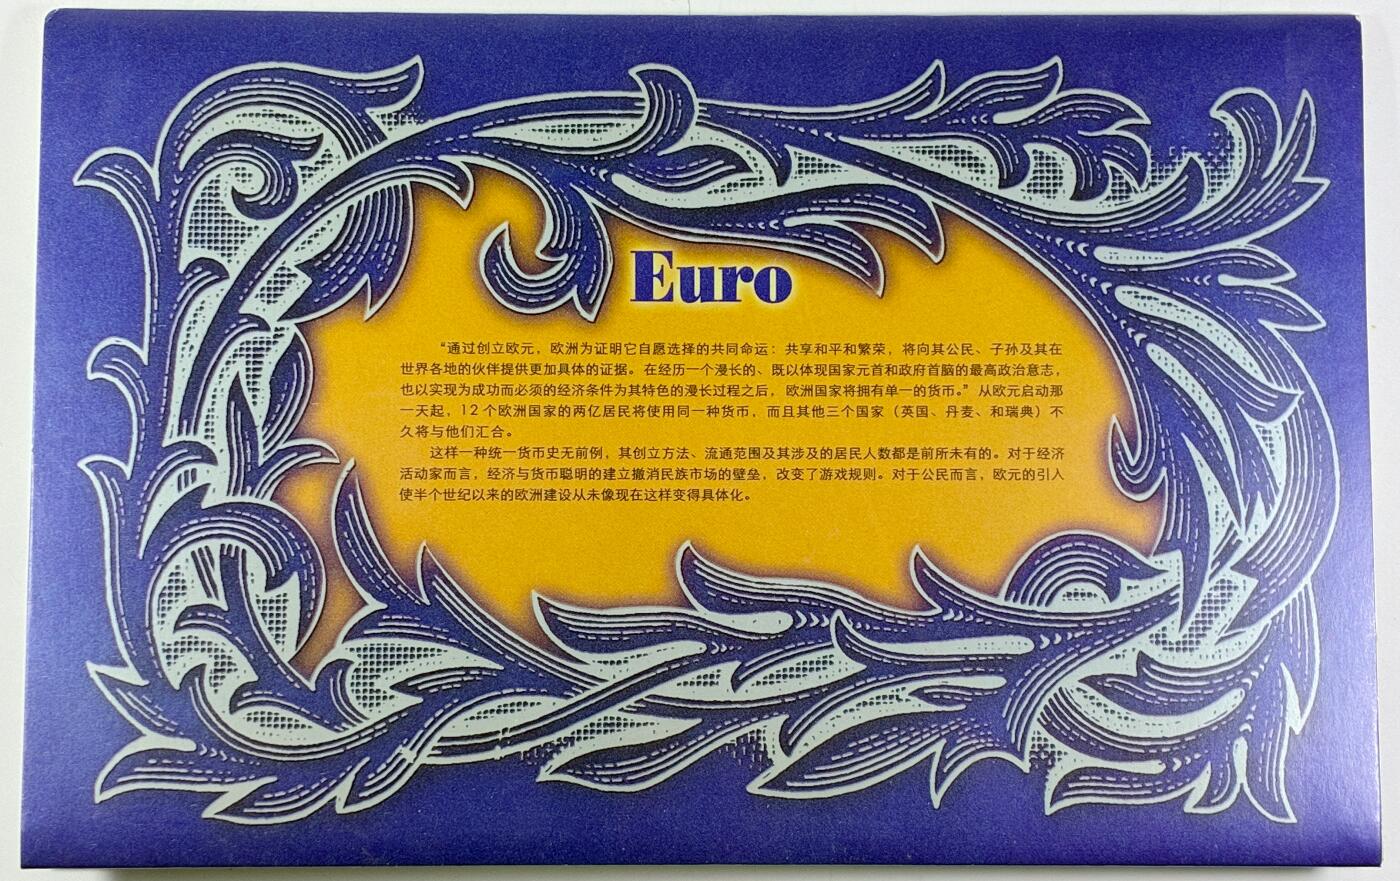 Euro
“通过创立欧元，欧洲为证明它自愿选择的共同命运：共享和平和繁荣，将向其公民、子孙及其在
世界各地的伙伴提供更加具体的证据。在经历一个漫长的、既以体现国家元首和政府首脑的最高政治意志，
也以实现为成功而必须的经济条件为其特色的漫长过程之后，欧洲国家将拥有单一的货币。”从欧元启动那
一天起，12个欧洲国家的两亿居民将使用同一种货币，而且其他三个国家（英国、丹麦、和瑞典）不
久将与他们汇合。
这样一种统一货币史无前例，其创立方法、流通范围及其涉及的居民人数都是前所未有的。对于经济
活动家而言，经济与货币聪明的建立撤消民族市场的壁垒，改变了游戏规则。对于公民而言，欧元的引入
使半个世纪以来的欧洲建设从未像现在这样变得具体化。